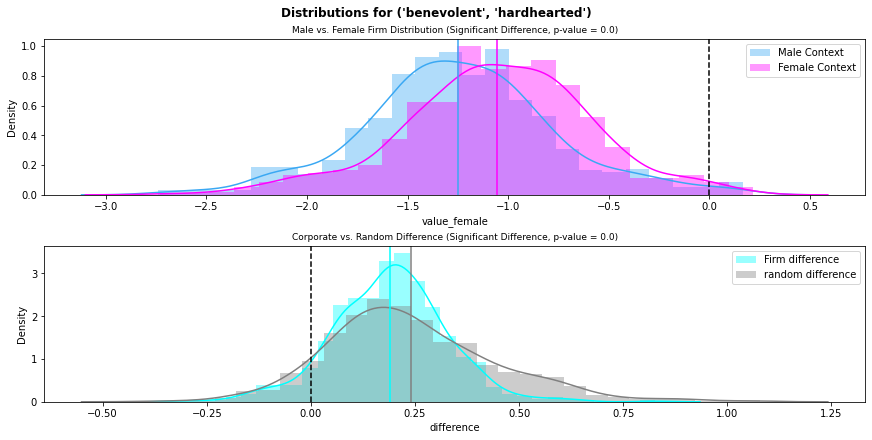 Distributions for ('benevolent', 'hardhearted')
Male vs. Female Firm Distribution (Significant Difference, p-value = 0.0)
1.0
0.8
0.6
0.4
0.2
0.0
Density
Male Context
Female Context
−3.0 −2.5 −2.0 −1.5 −1.0 −0.5 0.0 0.5
value_female
Corporate vs. Random Difference (Significant Difference, p-value = 0.0)
3
2
1
0
Density
Firm difference
random difference
−0.50 −0.25 0.00 0.25 0.50 0.75 1.00 1.25
difference